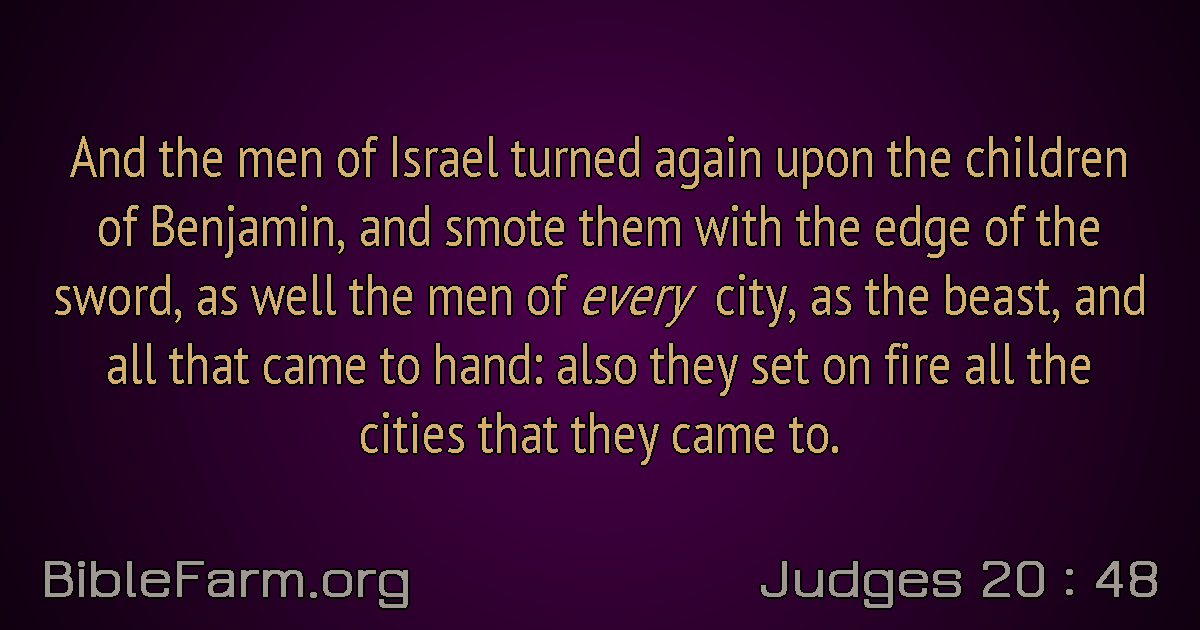 And the men of Israel turned again upon the children
of Benjamin, and smote them with the edge of the
sword, as well the men of every city, as the beast, and
all that came to hand: also they set on fire all the
cities that they came to.
BibleFarm.org
Judges 20 : 48